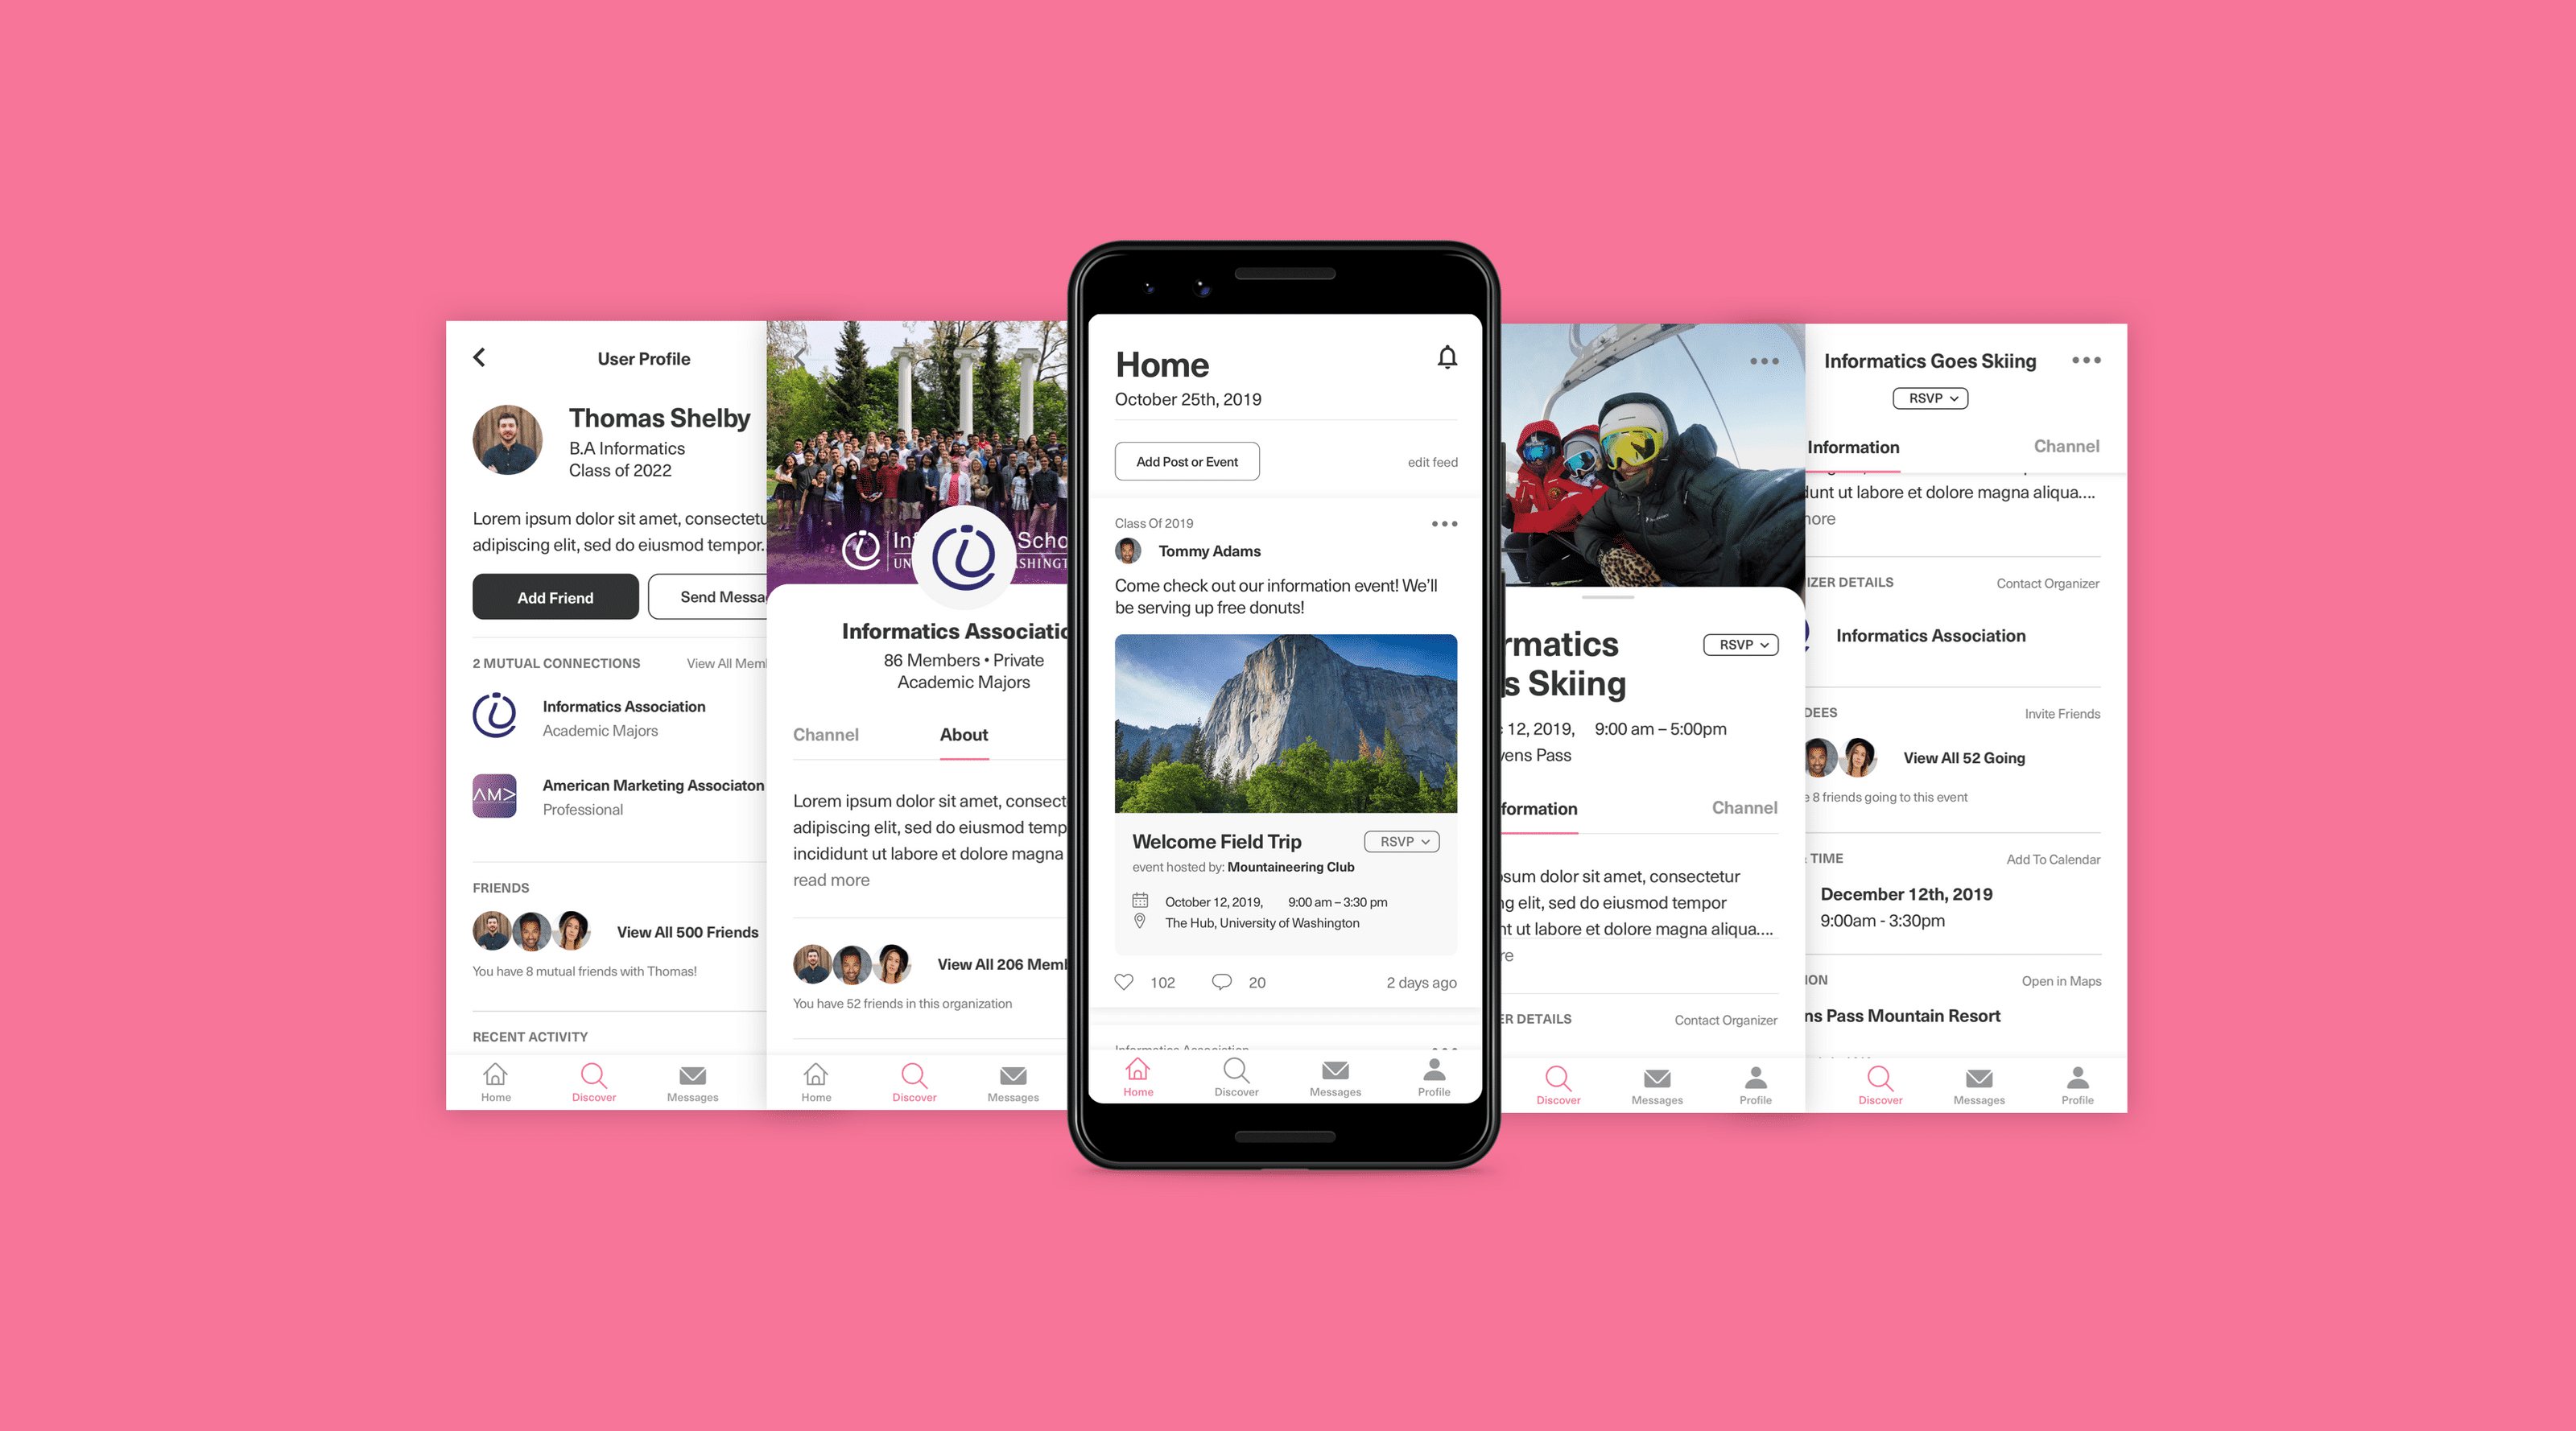 User Profile
Thomas Shelby
B.A Informatics
Class of 2022
Lorem ipsum dolor sit amet, consectetu
adipiscing elit, sed do eiusmod tempor..
Add Friend
Send Messa
2 MUTUAL CONNECTIONS
View All Memb
Informatics Association
Academic Majors
AM>
American Marketing Associaton
Professional
FRIENDS
View All 500 Friends
You have 8 mutual friends with Thomas!
RECENT ACTIVITY
Home
Discover
Messages
Inf Scho
UN SHINGT
Informatics Associatio
86 Members • Private
Academic Majors
Channel
About
Lorem ipsum dolor sit amet, consect
adipiscing elit, sed do eiusmod temp
incididunt ut labore et dolore magna
read more
View All 206 Memb
You have 52 friends in this organization
Home
Discover
Messages
Home
October 25th, 2019
Add Post or Event
edit feed
Class Of 2019
Tommy Adams
Come check out our information event! We'll
be serving up free donuts!
Welcome Field Trip
RSVP
event hosted by: Mountaineering Club
October 12, 2019, 9:00 am – 3:30 pm
The Hub, University of Washington
102
20
2 days ago
Informatics Association
Home
Discover
Messages
Profile
rmatics
s Skiing
RSVP
12, 2019, 9:00 am – 5:00pm
vens Pass
formation
Channel
sum dolor sit amet, consectetur
ng elit, sed do eiusmod tempor
nt ut labore et dolore magna aliqua....
re
ER DETAILS
Contact Organizer
Discover
Messages
Profile
Informatics Goes Skiing
RSVP
Information
Channel
dunt ut labore et dolore magna aliqua....
more
IZER DETAILS
Contact Organizer
Informatics Association
DEES
Invite Friends
View All 52 Going
e 8 friends going to this event
TIME
Add To Calendar
December 12th, 2019
9:00am - 3:30pm
ION
Open in Maps
ns Pass Mountain Resort
Discover
Messages
Profile